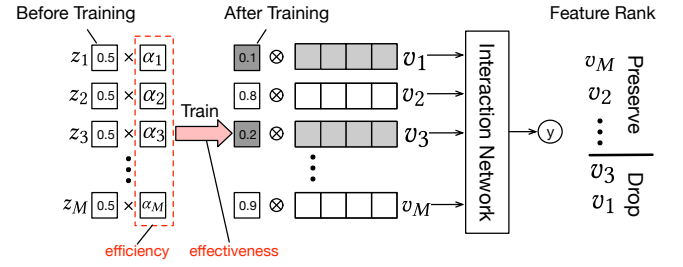 Before Training
After Training
Feature Rank
z1 0.5 × α1
0.1 ⊗ v1
z2 0.5 × α2
0.8 ⊗ v2
Train
z3 0.5 × α3
0.2 ⊗ v3
zM 0.5 × αM
0.9 ⊗ vM
efficiency
effectiveness
Interaction Network
y
vM
v2
Preserve
v3
v1
Drop